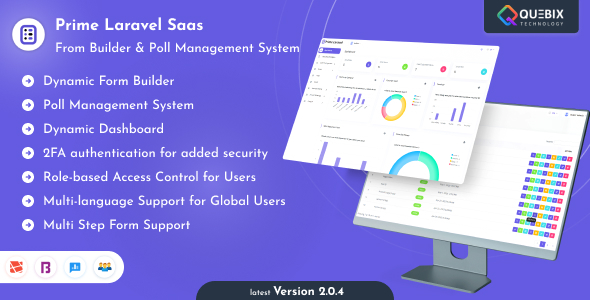 Prime Laravel Saas
From Builder & Poll Management System
QUEBIX
TECHNOLOGY
Dynamic Form Builder
Poll Management System
Dynamic Dashboard
2FA authentication for added security
Role-based Access Control for Users
Multi-language Support for Global Users
Multi Step Form Support
latest Version 2.0.4